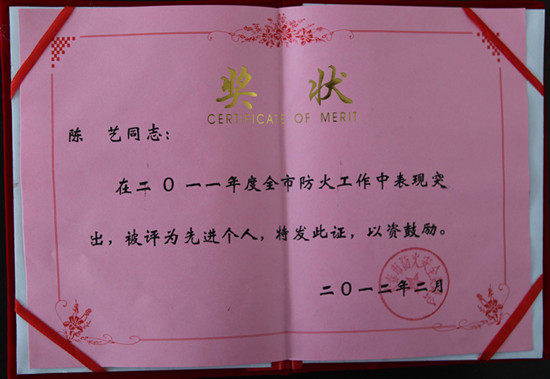 奖 状
CERTIFICATE OF MERIT
陈 艺同志：
在二〇一一年度全市防火工作中表现突
出，被评为先进个人，特发此证，以资鼓励。
二〇一二年二月